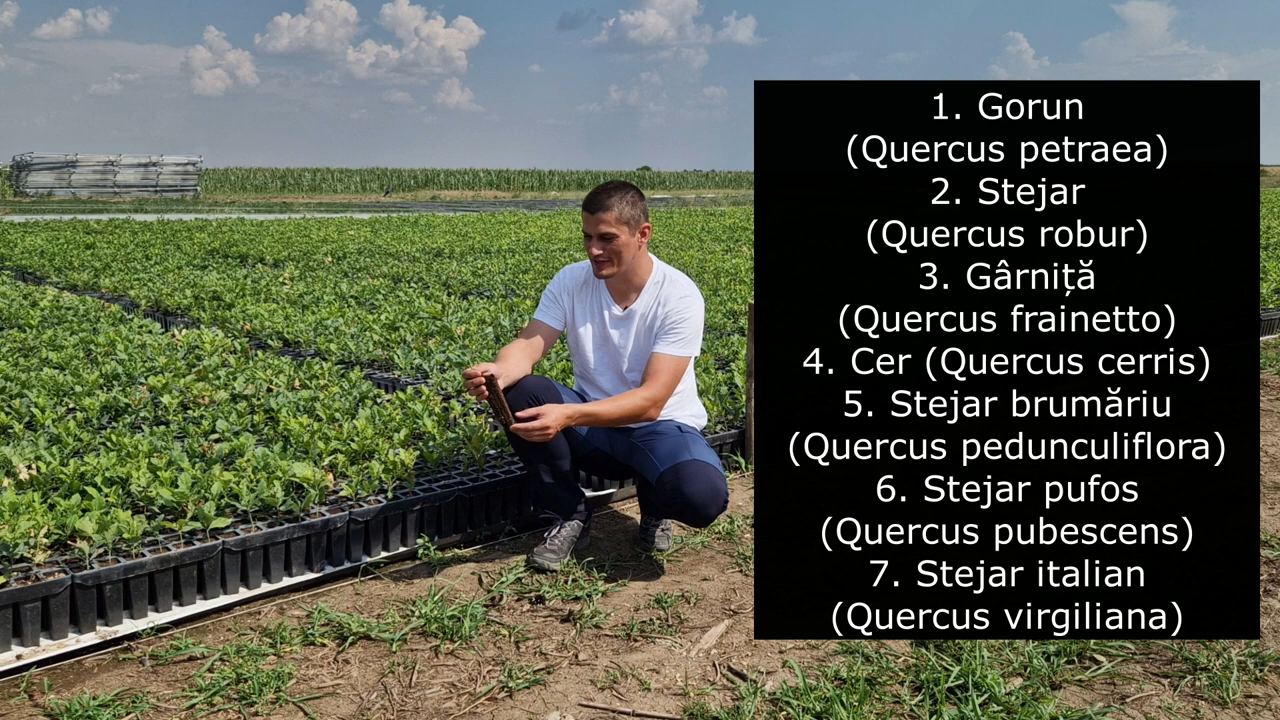 1. Gorun
(Quercus petraea)
2. Stejar
(Quercus robur)
3. Gârniță
(Quercus frainetto)
4. Cer (Quercus cerris)
5. Stejar brumăriu
(Quercus pedunculiflora)
6. Stejar pufos
(Quercus pubescens)
7. Stejar italian
(Quercus virgiliana)